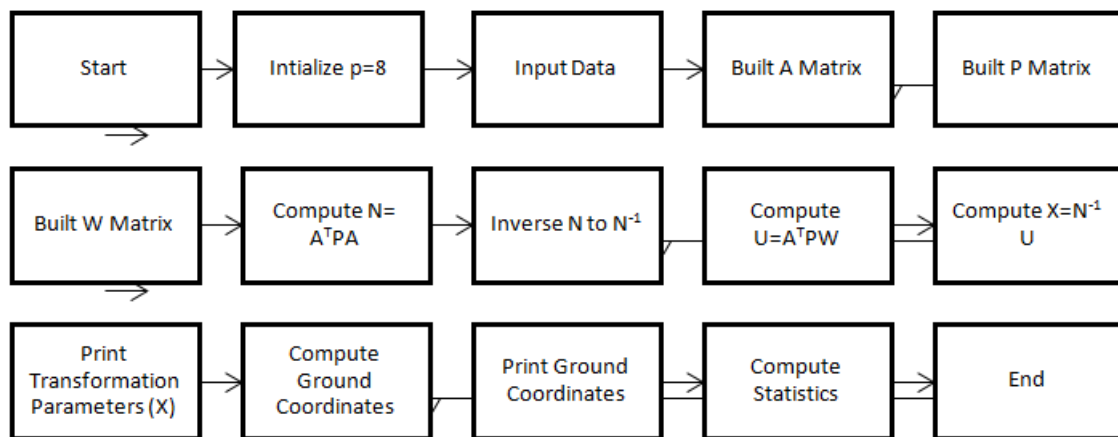 Start
Intialize p=8
Input Data
Built A Matrix
Built P Matrix
Built W Matrix
Compute N=
AᵀPA
Inverse N to N⁻¹
Compute
U=AᵀPW
Compute X=N⁻¹
U
Print
Transformation
Parameters (X)
Compute
Ground
Coordinates
Print Ground
Coordinates
Compute
Statistics
End